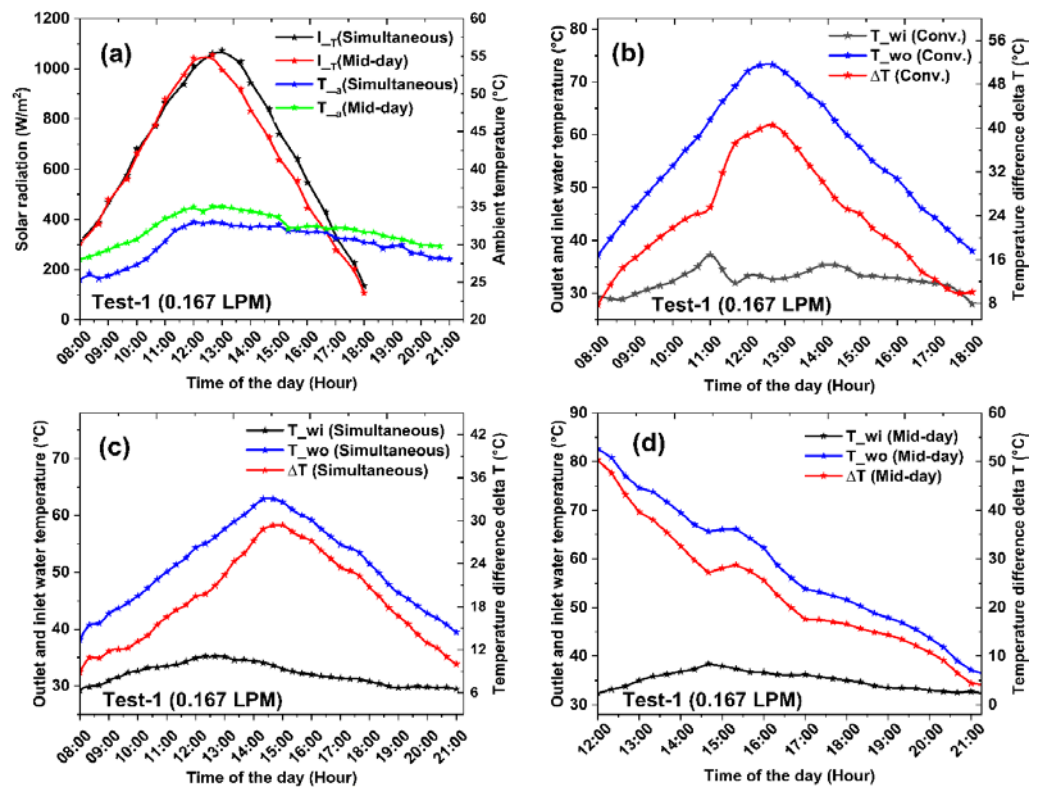 (a)
I_T(Simultaneous)
I_T(Mid-day)
T_a(Simultaneous)
T_a(Mid-day)
Test-1 (0.167 LPM)
Solar radiation (W/m²)
1200
1000
800
600
400
200
0
Ambient temperature (°C)
60
55
50
45
40
35
30
25
20
08:00 09:00 10:00 11:00 12:00 13:00 14:00 15:00 16:00 17:00 18:00 19:00 20:00 21:00
Time of the day (Hour)
(b)
T_wi (Conv.)
T_wo (Conv.)
ΔT (Conv.)
Test-1 (0.167 LPM)
Outlet and inlet water temperature (°C)
80
70
60
50
40
30
Temperature difference delta T (°C)
56
48
40
32
24
16
8
08:00 09:00 10:00 11:00 12:00 13:00 14:00 15:00 16:00 17:00 18:00
Time of the day (Hour)
(c)
T_wi (Simultaneous)
T_wo (Simultaneous)
ΔT (Simultaneous)
Test-1 (0.167 LPM)
Outlet and inlet water temperature (°C)
70
60
50
40
30
Temperature difference delta T (°C)
42
36
30
24
18
12
6
08:00 09:00 10:00 11:00 12:00 13:00 14:00 15:00 16:00 17:00 18:00 19:00 20:00 21:00
Time of the day (Hour)
(d)
T_wi (Mid-day)
T_wo (Mid-day)
ΔT (Mid-day)
Test-1 (0.167 LPM)
Outlet and inlet water temperature (°C)
90
80
70
60
50
40
30
Temperature difference delta T (°C)
60
50
40
30
20
10
0
12:00 13:00 14:00 15:00 16:00 17:00 18:00 19:00 20:00 21:00
Time of the day (Hour)